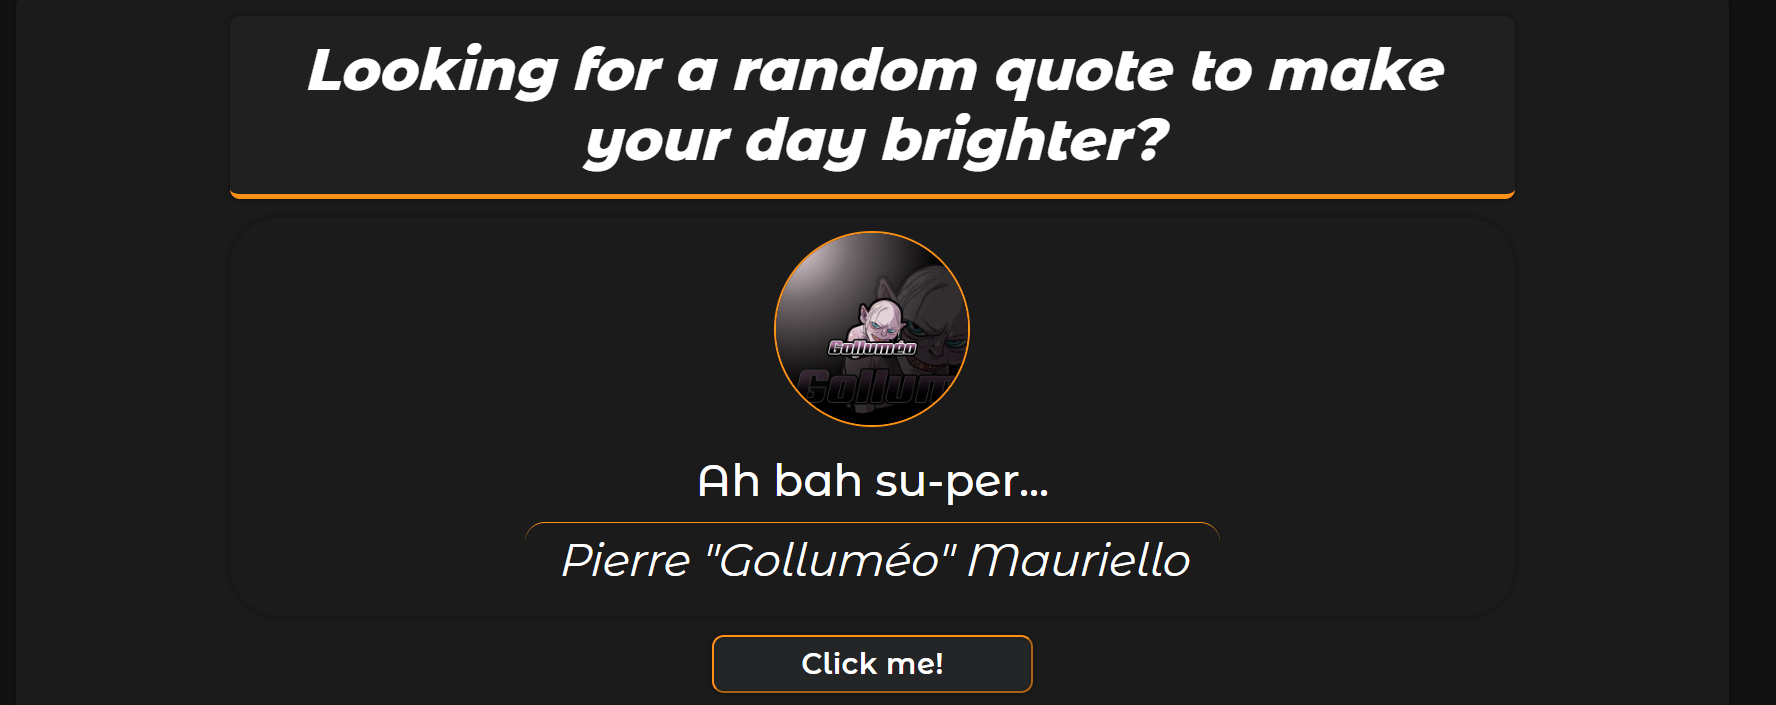 Looking for a random quote to make
your day brighter?
Golluméo
Gollum
Ah bah su-per...
Pierre "Golluméo" Mauriello
Click me!